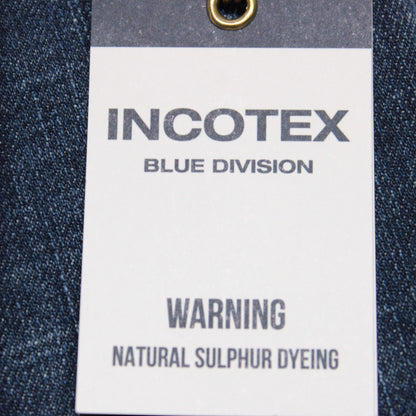 INCOTEX
BLUE DIVISION
WARNING
NATURAL SULPHUR DYEING